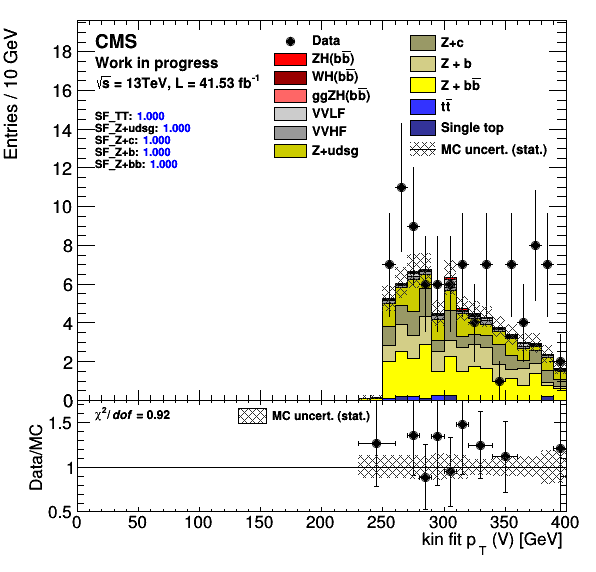 CMS
Work in progress
√s = 13TeV, L = 41.53 fb⁻¹
SF_TT: 1.000
SF_Z+udsg: 1.000
SF_Z+c: 1.000
SF_Z+b: 1.000
SF_Z+bb: 1.000
Data
ZH(bb̅)
WH(bb̅)
ggZH(bb̅)
VVLF
VVHF
Z+udsg
Z+c
Z + b
Z + bb̅
tt̅
Single top
MC uncert. (stat.)
Entries / 10 GeV
18
16
14
12
10
8
6
4
2
0
χ²/dof = 0.92
MC uncert. (stat.)
Data/MC
1.5
1
0.5
0 50 100 150 200 250 300 350 400
kin fit p_T (V) [GeV]